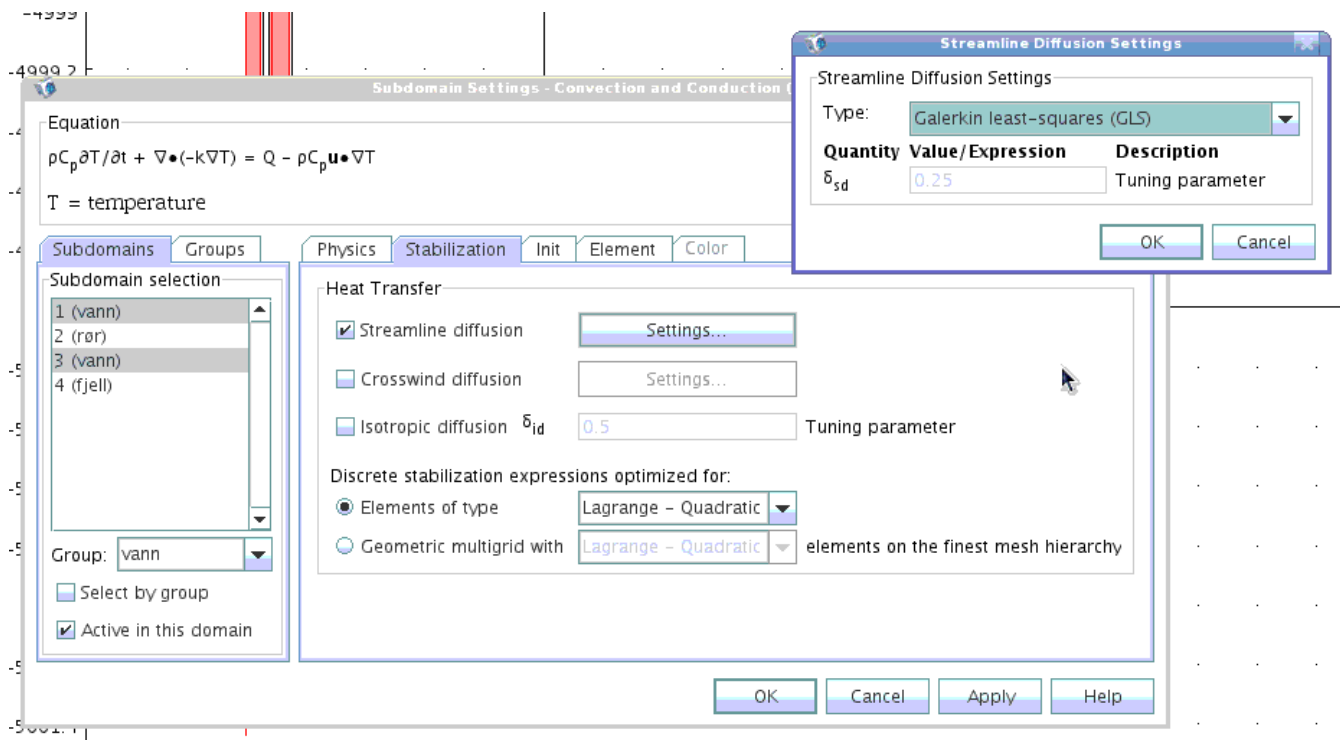 -4999
-4999.2
Subdomain Settings - Convection and Conduction (
Equation
ρCp∂T/∂t + ∇•(-k∇T) = Q - ρCpu•∇T
T = temperature
Subdomains Groups
Subdomain selection
1 (vann)
2 (rør)
3 (vann)
4 (fjell)
Group: vann
Select by group
Active in this domain
Physics Stabilization Init Element Color
Heat Transfer
Streamline diffusion Settings...
Crosswind diffusion Settings...
Isotropic diffusion δid 0.5 Tuning parameter
Discrete stabilization expressions optimized for:
Elements of type Lagrange - Quadratic
Geometric multigrid with Lagrange - Quadratic elements on the finest mesh hierarchy
OK Cancel Apply Help
Streamline Diffusion Settings
Streamline Diffusion Settings
Type: Galerkin least-squares (GLS)
Quantity Value/Expression Description
δsd 0.25 Tuning parameter
OK Cancel